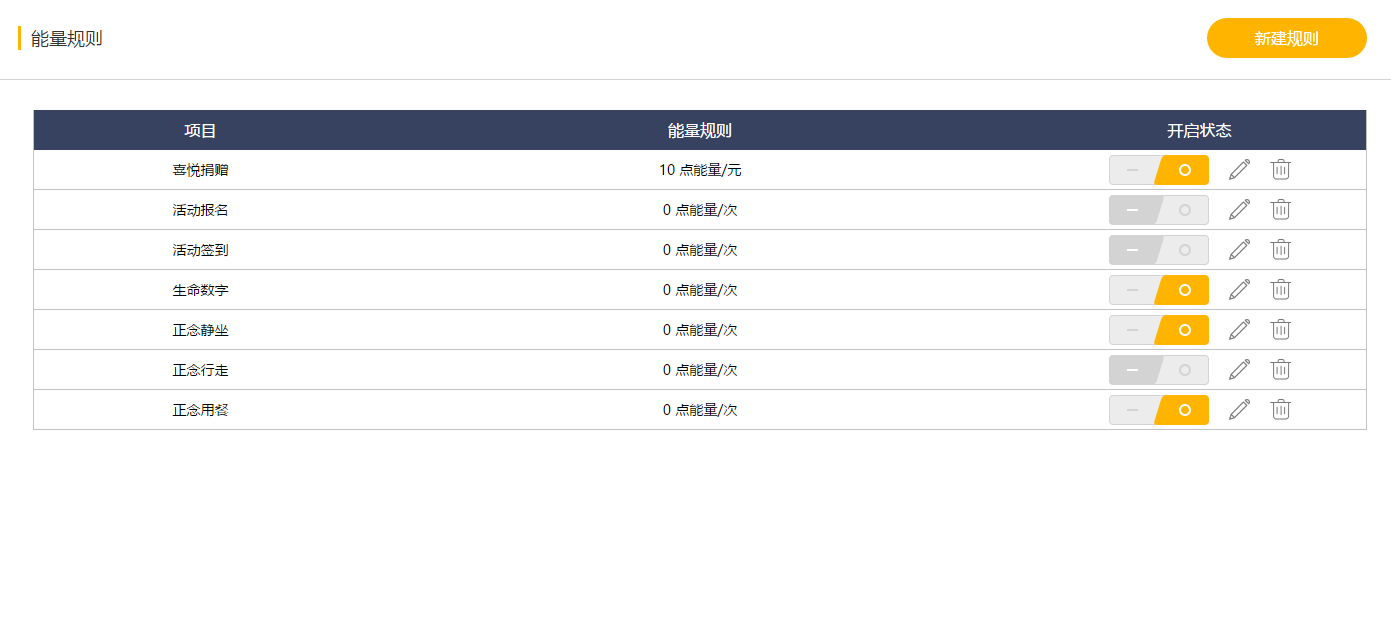 能量规则
新建规则
项目 能量规则 开启状态
喜悦捐赠 10 点能量/元
活动报名 0 点能量/次
活动签到 0 点能量/次
生命数字 0 点能量/次
正念静坐 0 点能量/次
正念行走 0 点能量/次
正念用餐 0 点能量/次